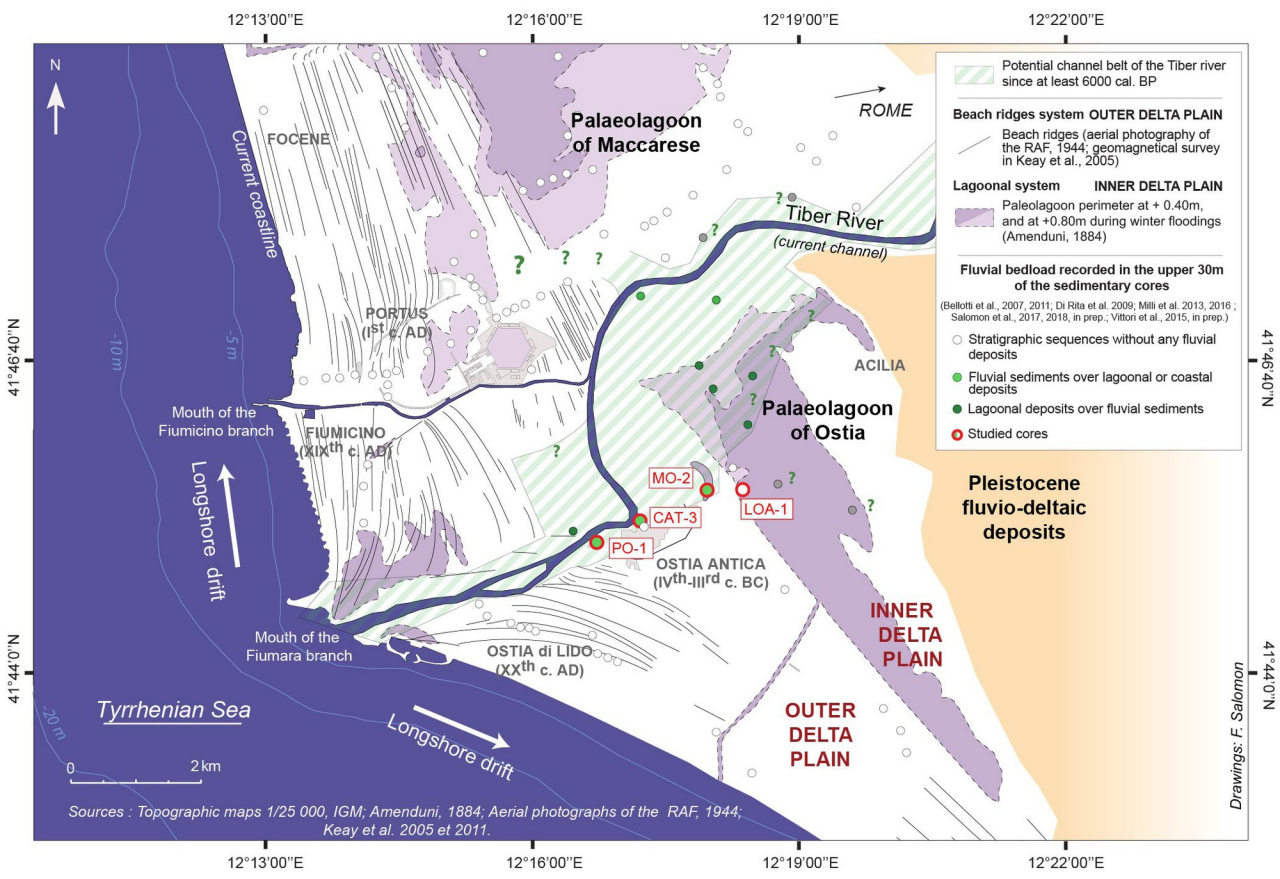 12°13'00''E
12°16'00''E
12°19'00''E
12°22'00''E
N
FOCENE
Current coastline
-10 m
-5 m
-20 m
Palaeolagoon
of Maccarese
ROME
Tiber River
(current channel)
?
?
?
?
?
?
?
?
?
?
?
PORTUS
(Ist c. AD)
41°46'40''N
41°46'40''N
ACILIA
Mouth of the
Fiumicino branch
FIUMICINO
(XIXth c. AD)
Longshore drift
Palaeolagoon
of Ostia
MO-2
LOA-1
CAT-3
PO-1
OSTIA ANTICA
(IVth-IIIrd c. BC)
Pleistocene
fluvio-deltaic
deposits
Mouth of the
Fiumara branch
OSTIA di LIDO
(XXth c. AD)
INNER
DELTA
PLAIN
OUTER
DELTA
PLAIN
41°44'0''N
41°44'0''N
Tyrrhenian Sea
Longshore drift
0 2 km
Sources : Topographic maps 1/25 000, IGM; Amenduni, 1884; Aerial photographs of the RAF, 1944;
Keay et al. 2005 et 2011.
Drawings: F. Salomon
Potential channel belt of the Tiber river
since at least 6000 cal. BP
Beach ridges system OUTER DELTA PLAIN
Beach ridges (aerial photography of
the RAF, 1944; geomagnetical survey
in Keay et al., 2005)
Lagoonal system INNER DELTA PLAIN
Paleolagoon perimeter at + 0.40m,
and at +0.80m during winter floodings
(Amenduni, 1884)
Fluvial bedload recorded in the upper 30m
of the sedimentary cores
(Bellotti et al., 2007, 2011; Di Rita et al. 2009; Milli et al. 2013, 2016 ;
Salomon et al., 2017, 2018, in prep.; Vittori et al., 2015, in prep.)
Stratigraphic sequences without any fluvial
deposits
Fluvial sediments over lagoonal or coastal
deposits
Lagoonal deposits over fluvial sediments
Studied cores
12°13'00''E
12°16'00''E
12°19'00''E
12°22'00''E